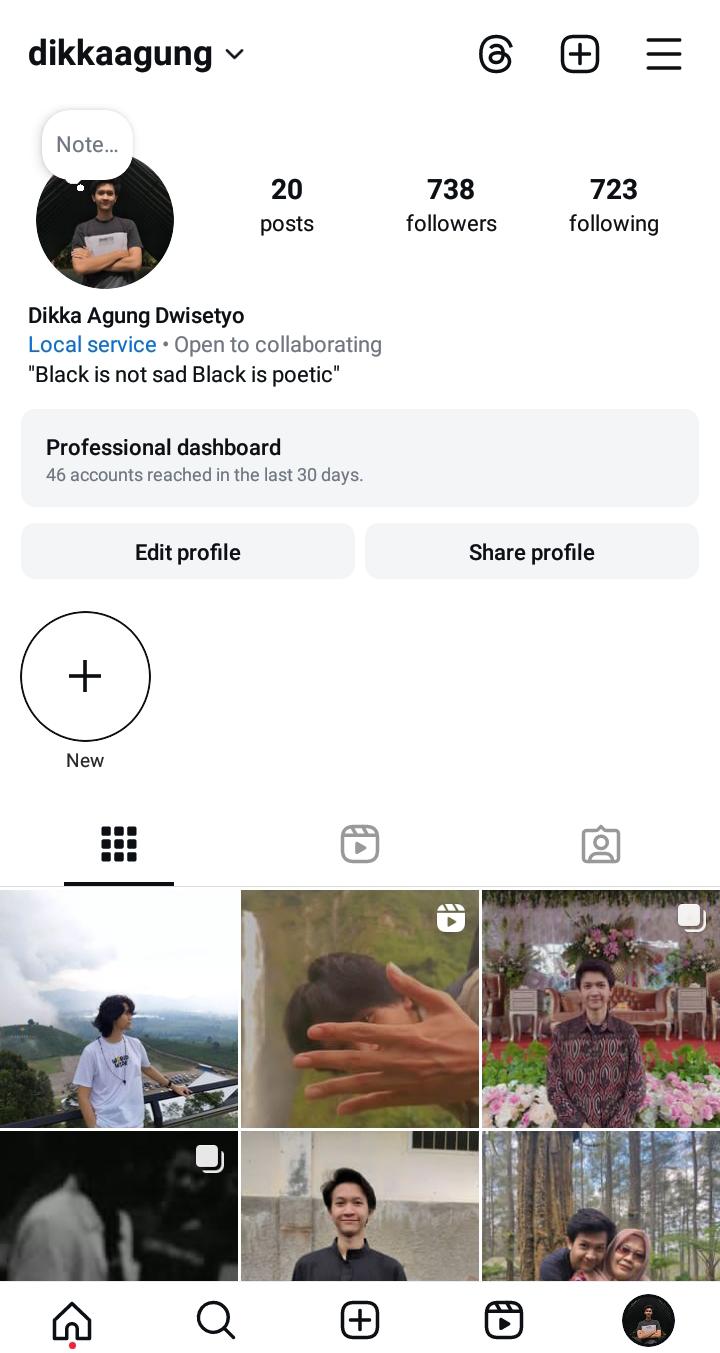 dikkaagung
Note...
20
posts
738
followers
723
following
Dikka Agung Dwisetyo
Local service • Open to collaborating
"Black is not sad Black is poetic"
Professional dashboard
46 accounts reached in the last 30 days.
Edit profile
Share profile
New